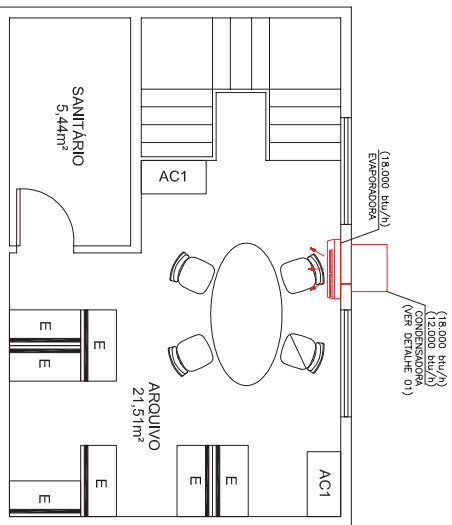 SANITÁRIO
5,44m²
AC1
(18.000 btu/h)
EVAPORADORA
(18.000 btu/h)
(12.000 btu/h)
CONDENSADORA
(VER DETALHE 01)
E
E
E
ARQUIVO
21,51m²
E
E
E
E
AC1